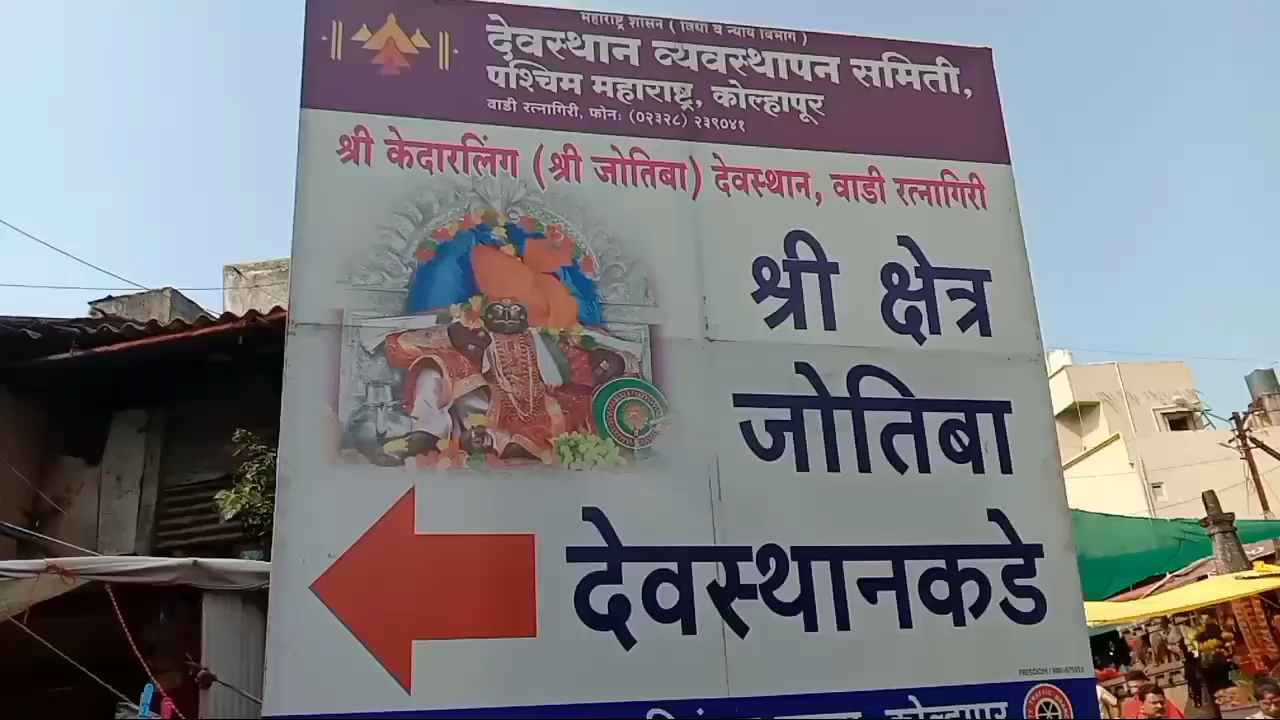 महाराष्ट्र शासन ( विधी व न्याय विभाग )
देवस्थान व्यवस्थापन समिती,
पश्चिम महाराष्ट्र, कोल्हापूर
वाडी रत्नागिरी, फोनः (०२३२८) २३९०४१
श्री केदारलिंग (श्री जोतिबा) देवस्थान, वाडी रत्नागिरी
श्री क्षेत्र
जोतिबा
देवस्थानकडे
कोल्हापूर